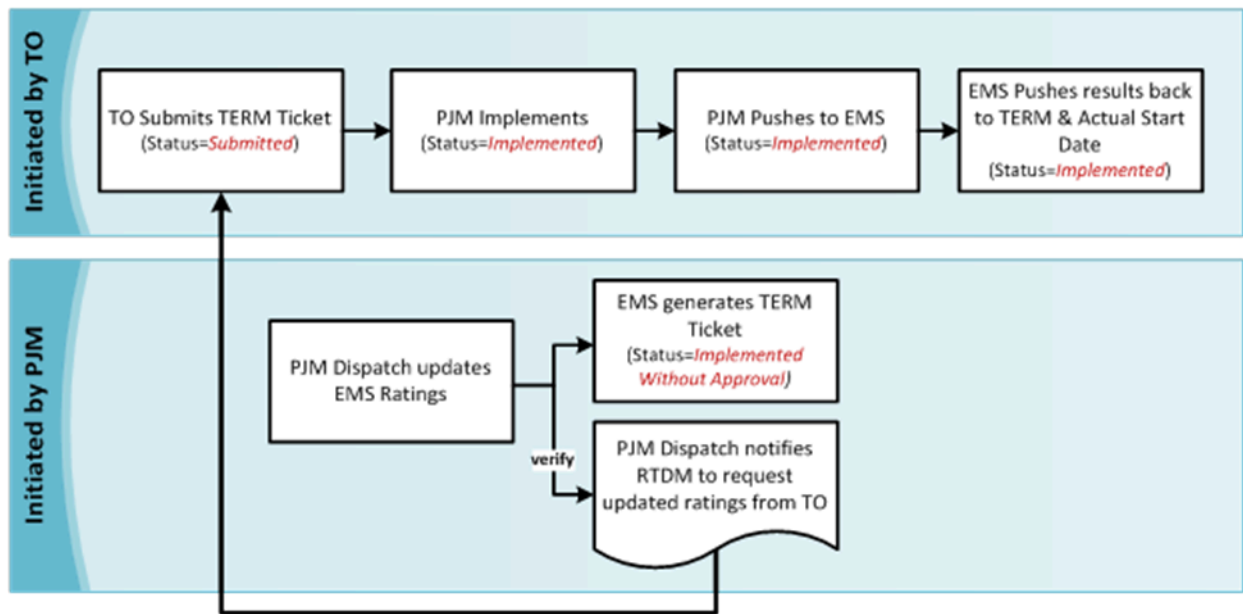 Initiated by TO
TO Submits TERM Ticket
(Status=Submitted)
PJM Implements
(Status=Implemented)
PJM Pushes to EMS
(Status=Implemented)
EMS Pushes results back
to TERM & Actual Start
Date
(Status=Implemented)
Initiated by PJM
PJM Dispatch updates
EMS Ratings
verify
EMS generates TERM
Ticket
(Status=Implemented
Without Approval)
PJM Dispatch notifies
RTDM to request
updated ratings from TO